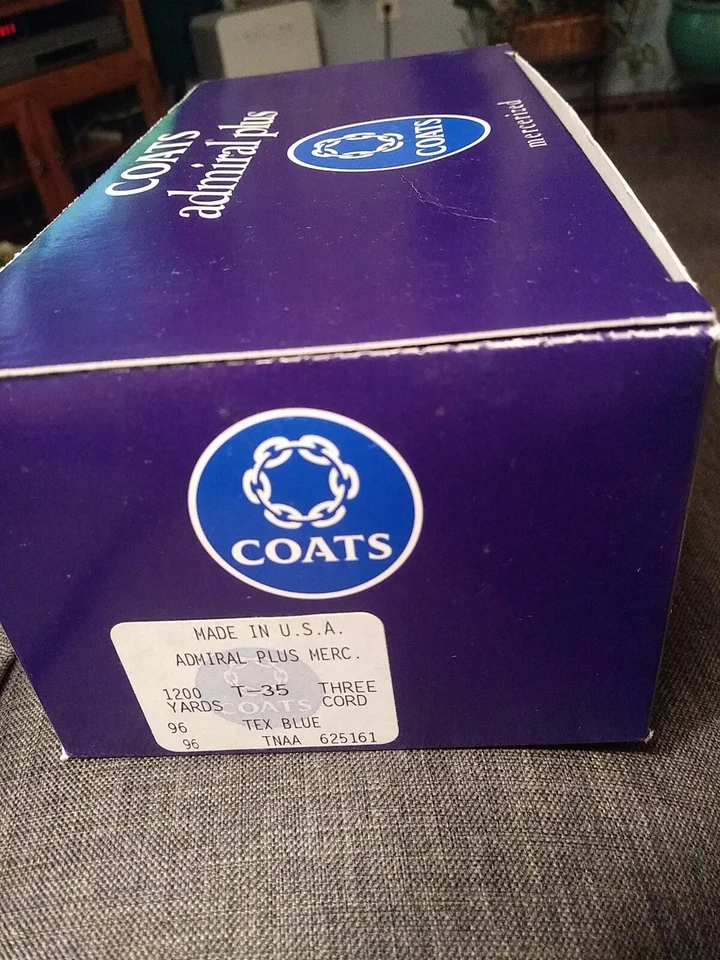 COATS
admiral plus
COATS
mercerized
COATS
MADE IN U.S.A.
ADMIRAL PLUS MERC.
1200 T-35 THREE
YARDS COATS CORD
96 TEX BLUE
96 TNAA 625161